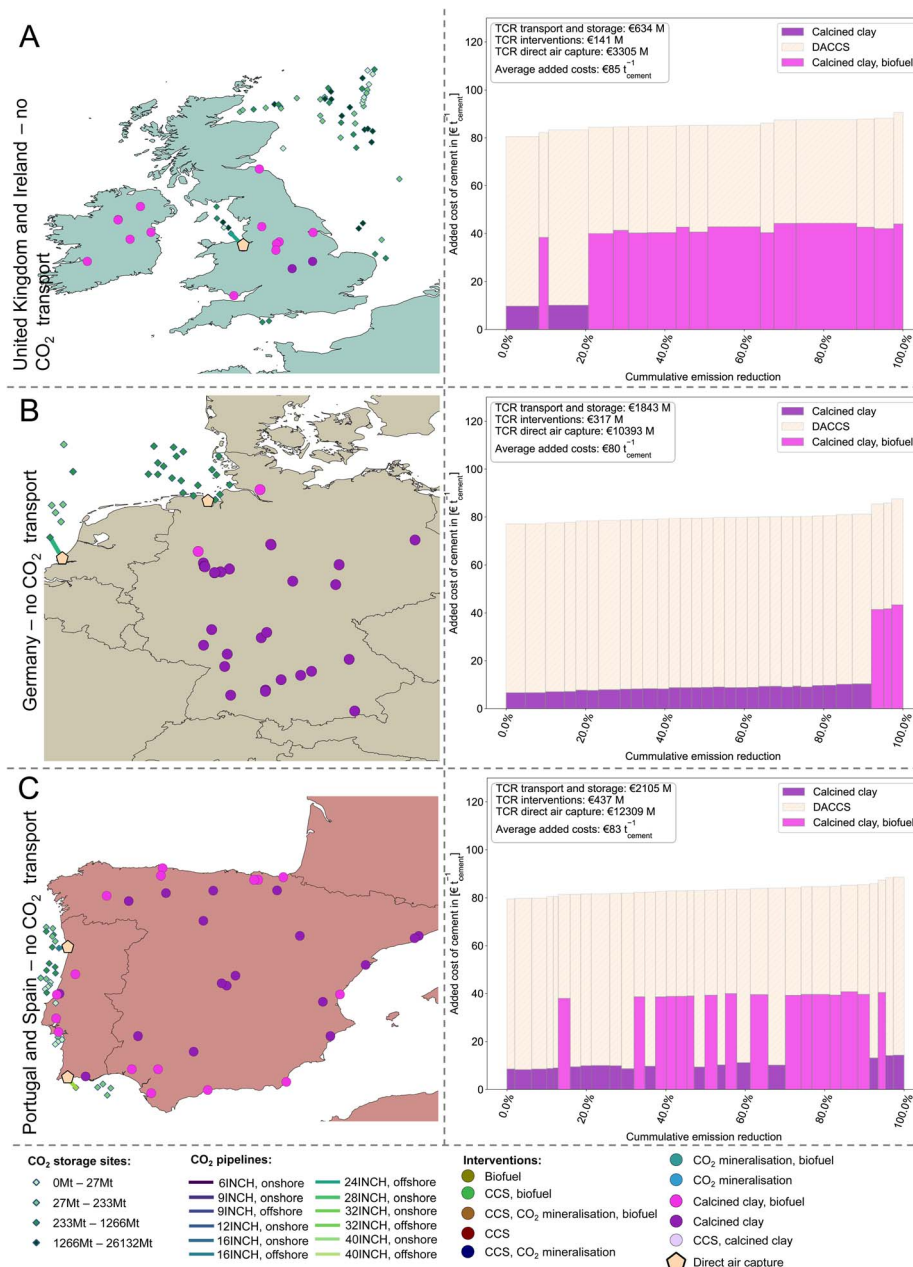 A
United Kingdom and Ireland – no
CO2 transport
TCR transport and storage: €634 M
TCR interventions: €141 M
TCR direct air capture: €3305 M
Average added costs: €85 t−1cement
Calcined clay
DACCS
Calcined clay, biofuel
Added cost of cement in [€ t−1cement]
120
100
80
60
40
20
0
0.0%
20.0%
40.0%
60.0%
80.0%
100.0%
Cummulative emission reduction
B
Germany – no CO2 transport
TCR transport and storage: €1843 M
TCR interventions: €317 M
TCR direct air capture: €10393 M
Average added costs: €80 t−1cement
Calcined clay
DACCS
Calcined clay, biofuel
Added cost of cement in [€ t−1cement]
120
100
80
60
40
20
0
0.0%
20.0%
40.0%
60.0%
80.0%
100.0%
Cummulative emission reduction
C
Portugal and Spain – no CO2 transport
TCR transport and storage: €2105 M
TCR interventions: €437 M
TCR direct air capture: €12309 M
Average added costs: €83 t−1cement
Calcined clay
DACCS
Calcined clay, biofuel
Added cost of cement in [€ t−1cement]
120
100
80
60
40
20
0
0.0%
20.0%
40.0%
60.0%
80.0%
100.0%
Cummulative emission reduction
CO2 storage sites:
0Mt – 27Mt
27Mt – 233Mt
233Mt – 1266Mt
1266Mt - 26132Mt
CO2 pipelines:
6INCH, onshore
9INCH, onshore
9INCH, offshore
12INCH, onshore
16INCH, onshore
16INCH, offshore
24INCH, offshore
28INCH, onshore
32INCH, onshore
32INCH, offshore
40INCH, onshore
40INCH, offshore
Interventions:
Biofuel
CCS, biofuel
CCS, CO2 mineralisation, biofuel
CCS
CCS, CO2 mineralisation
CO2 mineralisation, biofuel
CO2 mineralisation
Calcined clay, biofuel
Calcined clay
CCS, calcined clay
Direct air capture